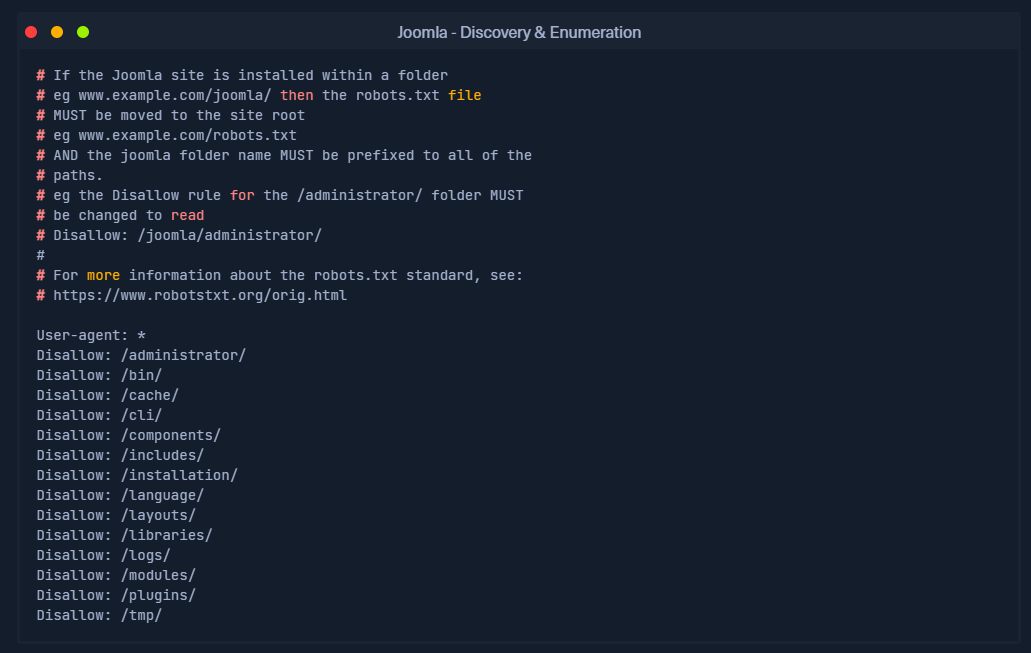 Joomla - Discovery & Enumeration
# If the Joomla site is installed within a folder
# eg www.example.com/joomla/ then the robots.txt file
# MUST be moved to the site root
# eg www.example.com/robots.txt
# AND the joomla folder name MUST be prefixed to all of the
# paths.
# eg the Disallow rule for the /administrator/ folder MUST
# be changed to read
# Disallow: /joomla/administrator/
#
# For more information about the robots.txt standard, see:
# https://www.robotstxt.org/orig.html

User-agent: *
Disallow: /administrator/
Disallow: /bin/
Disallow: /cache/
Disallow: /cli/
Disallow: /components/
Disallow: /includes/
Disallow: /installation/
Disallow: /language/
Disallow: /layouts/
Disallow: /libraries/
Disallow: /logs/
Disallow: /modules/
Disallow: /plugins/
Disallow: /tmp/